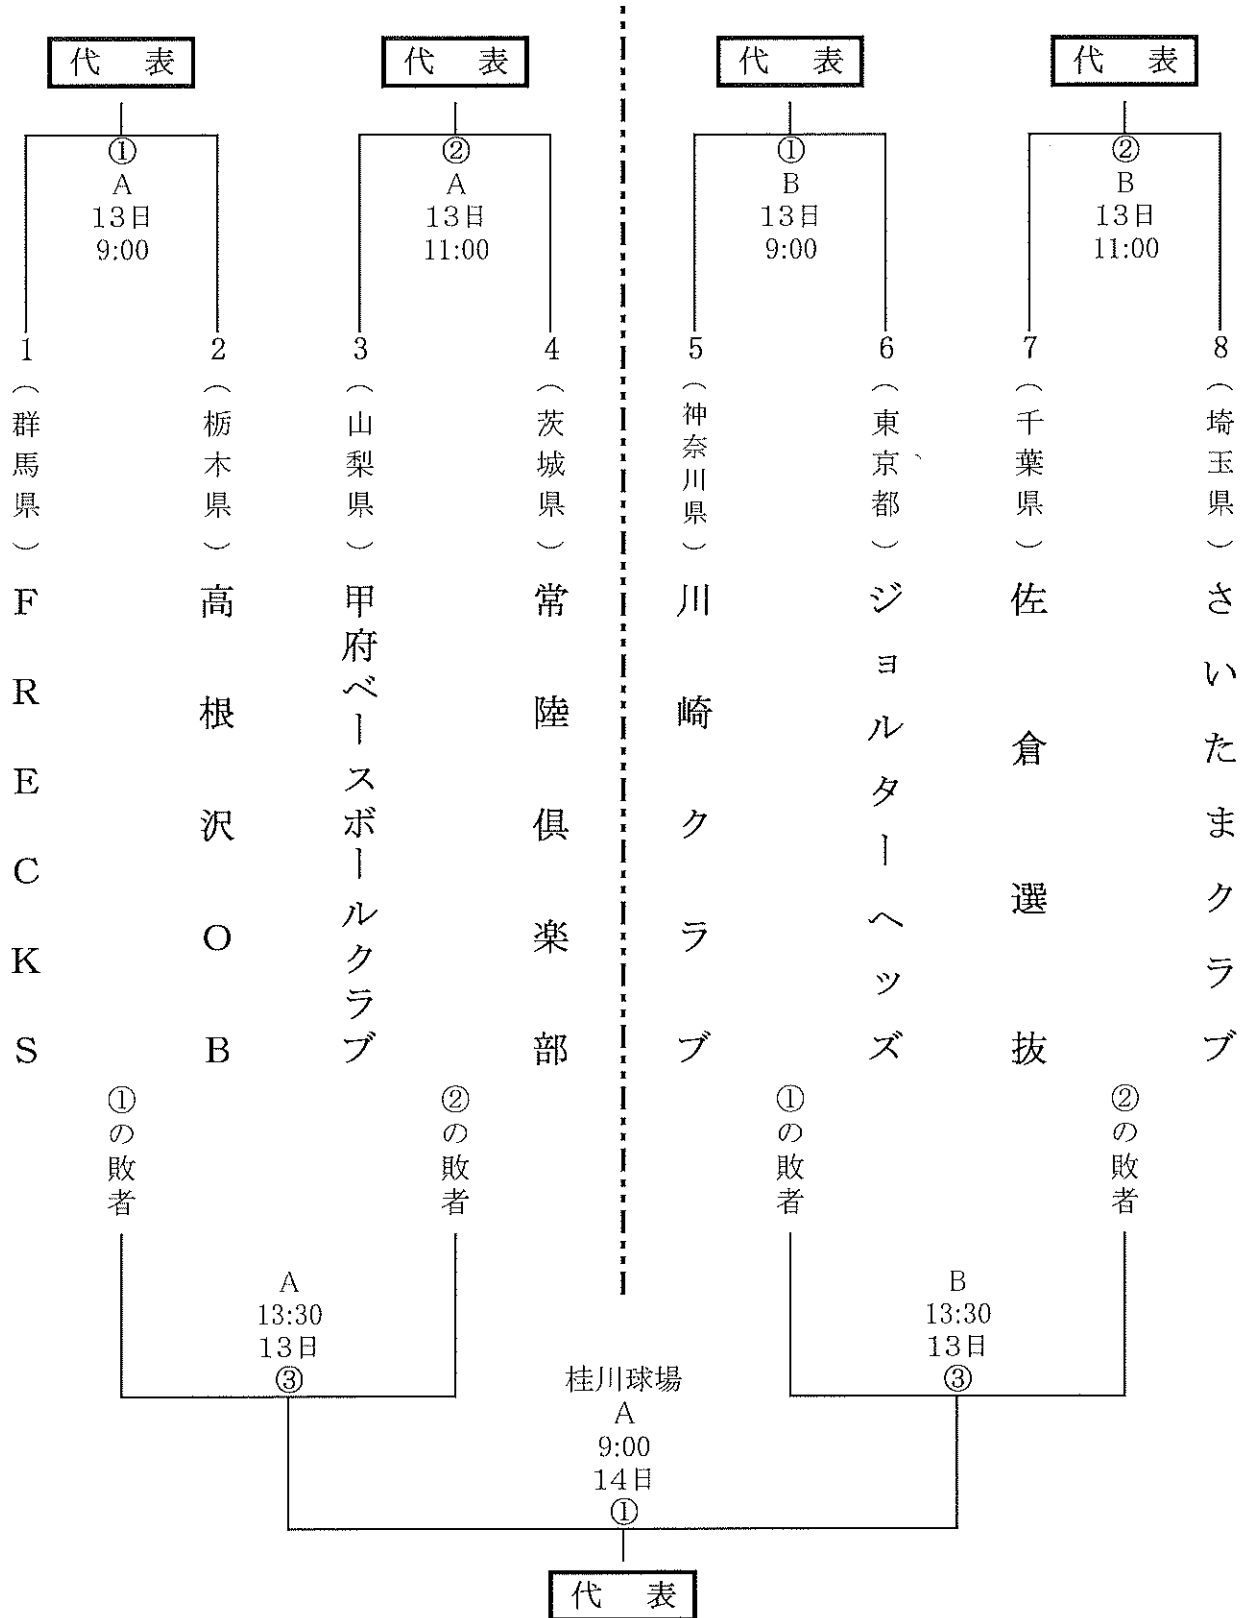 代 表
代 表
代 表
代 表
①
A
13日
9:00
②
A
13日
11:00
①
B
13日
9:00
②
B
13日
11:00
1
(群馬県)
FRECKS
2
(栃木県)
高根沢OB
3
(山梨県)
甲府ベースボールクラブ
4
(茨城県)
常陸倶楽部
5
(神奈川県)
川崎クラブ
6
(東京都)
ジョルターヘッズ
7
(千葉県)
佐倉選抜
8
(埼玉県)
さいたまクラブ
①の敗者
②の敗者
①の敗者
②の敗者
A
13:30
13日
③
B
13:30
13日
③
桂川球場
A
9:00
14日
①
代 表